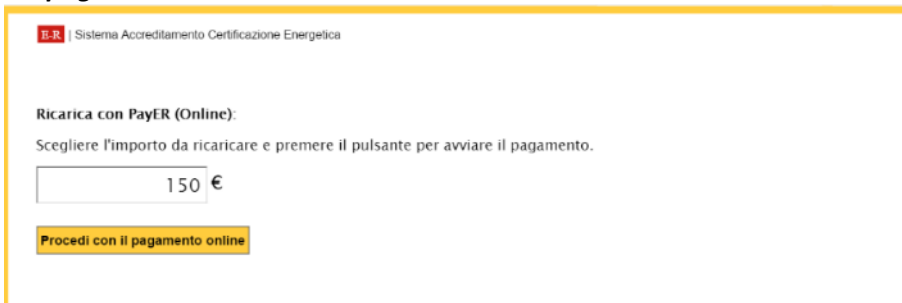 E-R | Sistema Accreditamento Certificazione Energetica
Ricarica con PayER (Online):
Scegliere l'importo da ricaricare e premere il pulsante per avviare il pagamento.
150 €
Procedi con il pagamento online